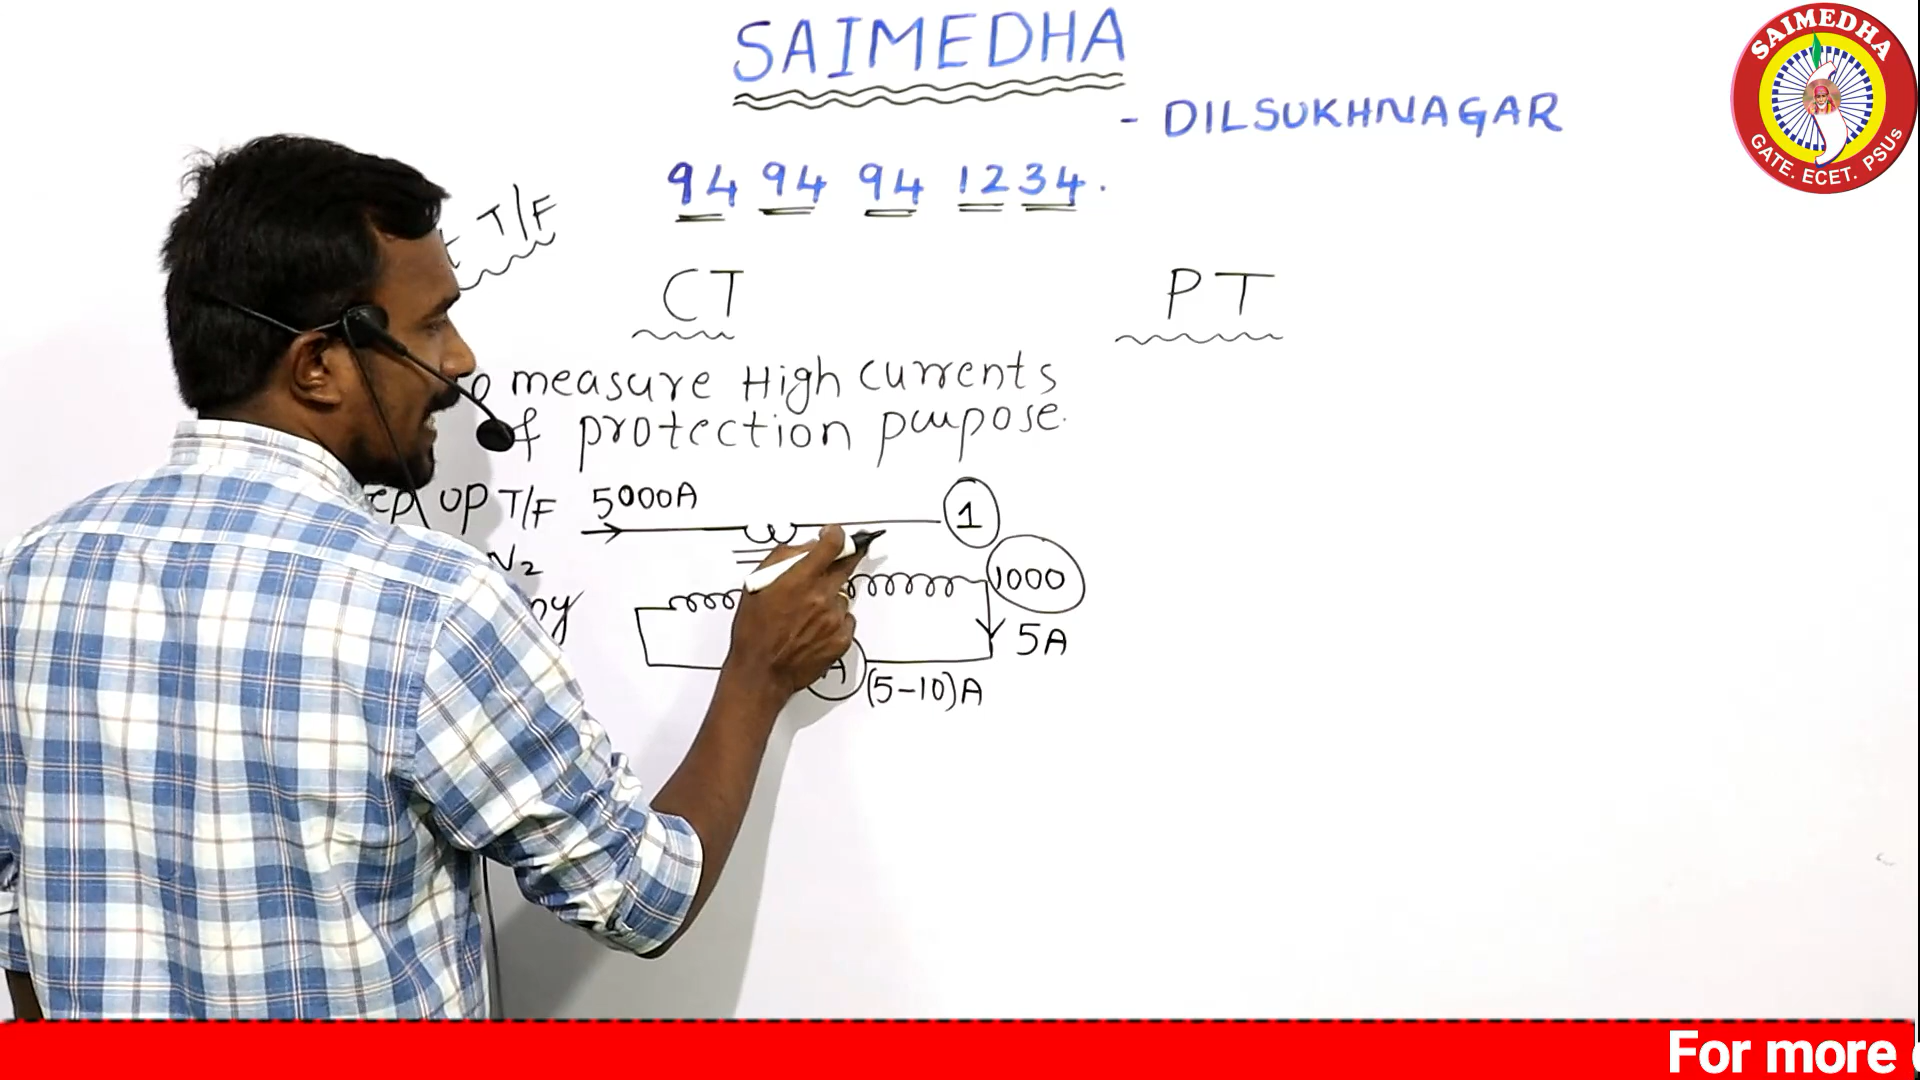 SAIMEDHA
- DILSUKHNAGAR
94 94 94 1234.
SAIMEDHA
GATE. ECET. PSUs
T/F
CT
PT
measure High currents
protection purpose.
up T/F
5000A
1
N2
1000
5A
A
(5-10)A
For more